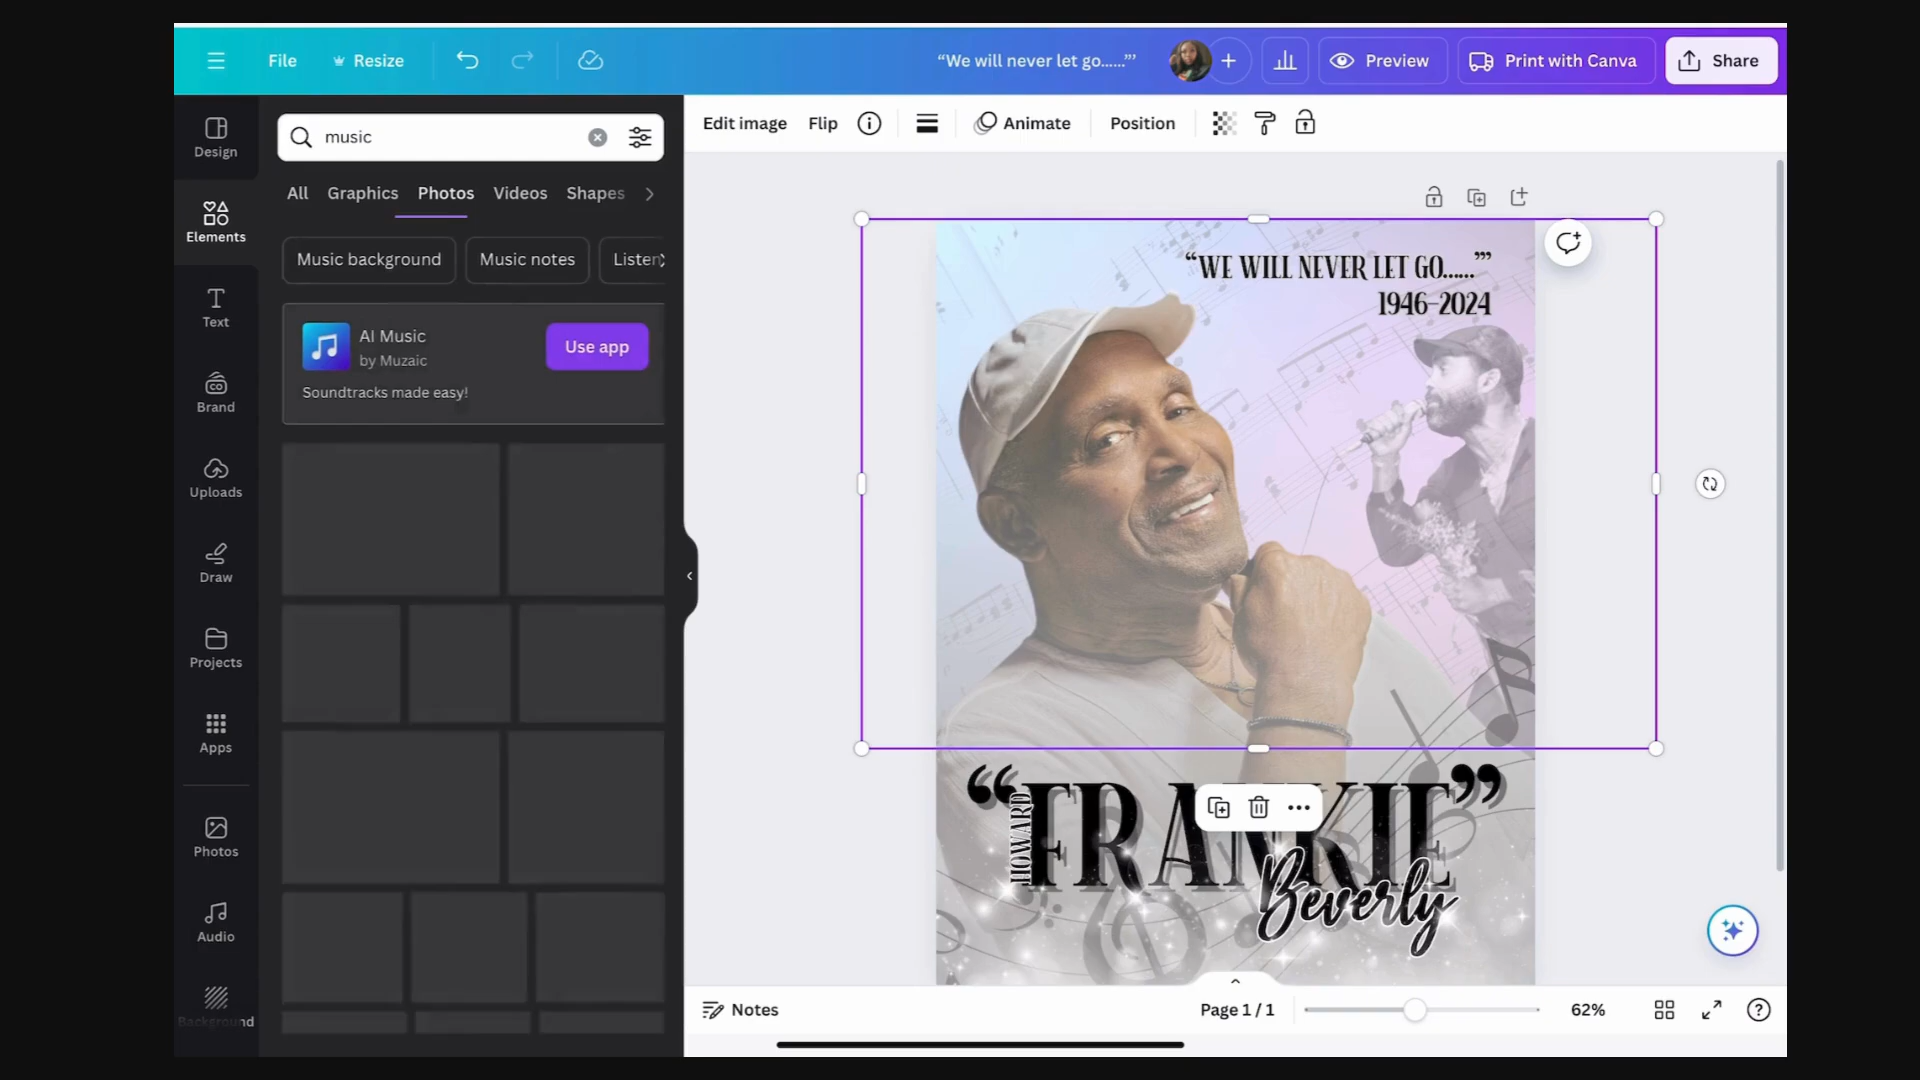 File
Resize
“We will never let go......”’
Preview
Print with Canva
Share
Design
Elements
Text
Brand
Uploads
Draw
Projects
Apps
Photos
Audio
Background
music
All
Graphics
Photos
Videos
Shapes
Music background
Music notes
Listen
AI Music
by Muzaic
Use app
Soundtracks made easy!
Edit image
Flip
Animate
Position
“WE WILL NEVER LET GO......”’
1946-2024
HOWARD
“FRANKIE”
Beverly
Notes
Page 1 / 1
62%